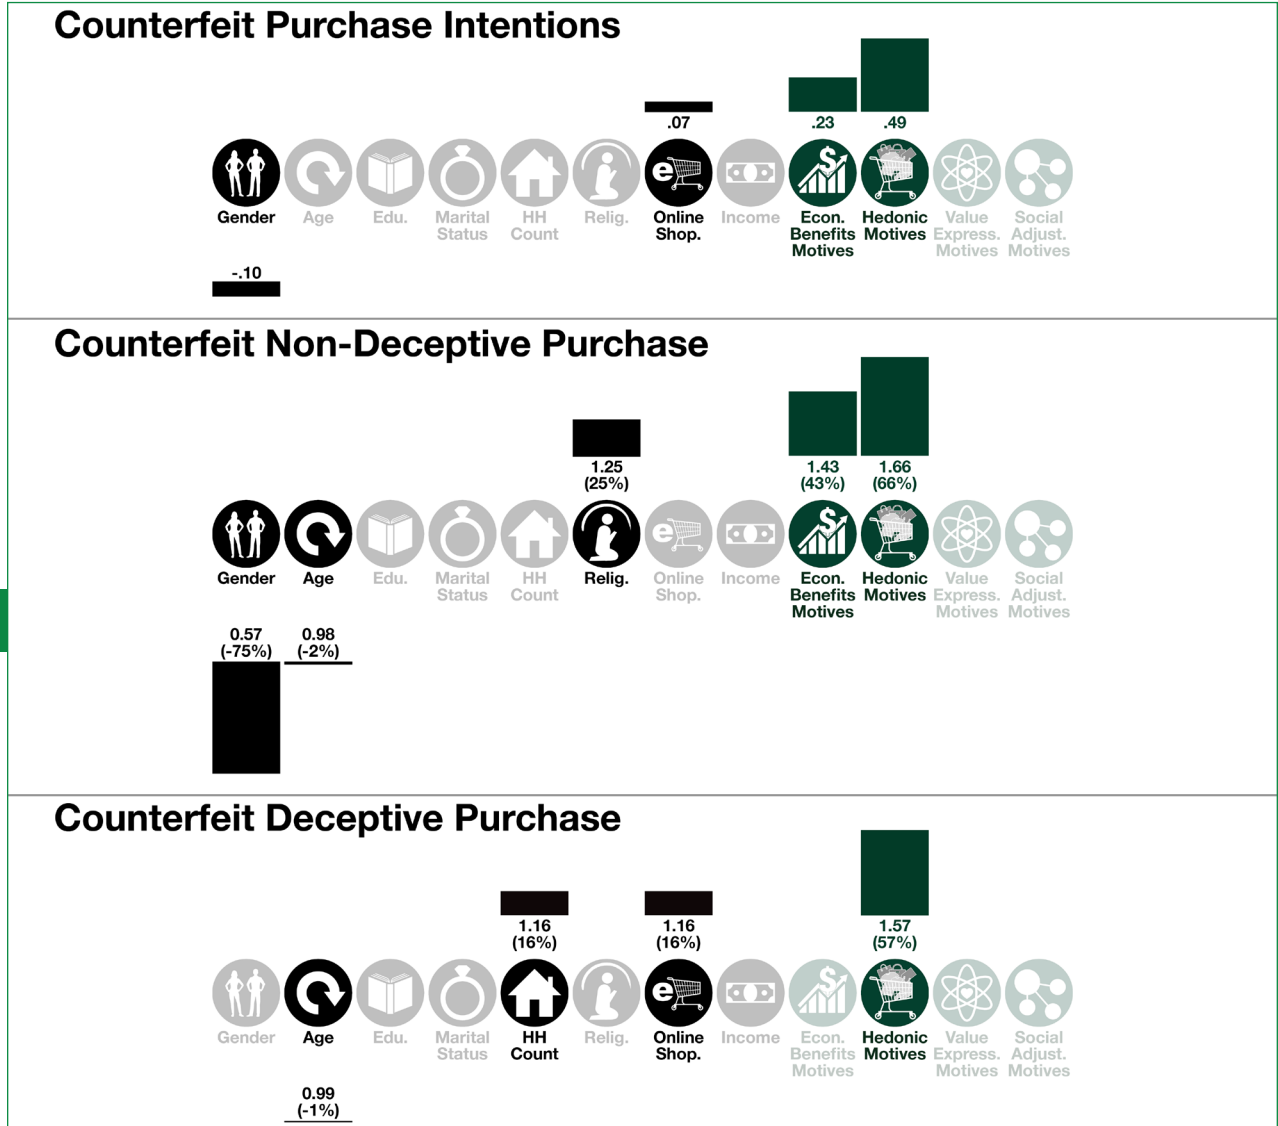 Counterfeit Purchase Intentions
.07
.23
.49
e
$
Gender
Age
Edu.
Marital
Status
HH
Count
Relig.
Online
Shop.
Income
Econ.
Benefits
Motives
Hedonic
Motives
Value
Express.
Motives
Social
Adjust.
Motives
-.10
Counterfeit Non-Deceptive Purchase
1.25
(25%)
1.43
(43%)
1.66
(66%)
e
$
Gender
Age
Edu.
Marital
Status
HH
Count
Relig.
Online
Shop.
Income
Econ.
Benefits
Motives
Hedonic
Motives
Value
Express.
Motives
Social
Adjust.
Motives
0.57
(-75%)
0.98
(-2%)
Counterfeit Deceptive Purchase
1.16
(16%)
1.16
(16%)
1.57
(57%)
e
$
Gender
Age
Edu.
Marital
Status
HH
Count
Relig.
Online
Shop.
Income
Econ.
Benefits
Motives
Hedonic
Motives
Value
Express.
Motives
Social
Adjust.
Motives
0.99
(-1%)